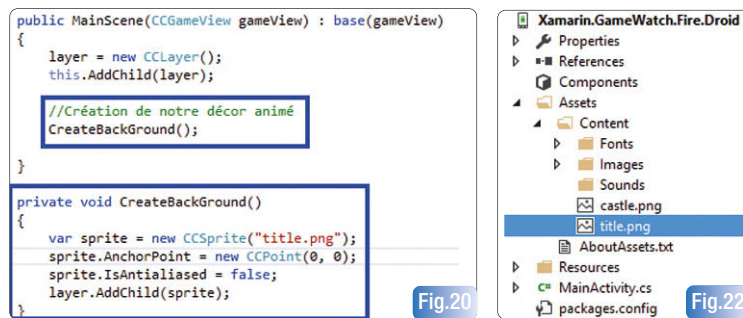 public MainScene(CCGameView gameView) : base(gameView)
{
layer = new CCLayer();
this.AddChild(layer);
//Création de notre décor animé
CreateBackGround();
}
private void CreateBackGround()
{
var sprite = new CCSprite("title.png");
sprite.AnchorPoint = new CCPoint(0, 0);
sprite.IsAntialiased = false;
layer.AddChild(sprite);
}
Fig.20
Xamarin.GameWatch.Fire.Droid
Properties
References
Components
Assets
Content
Fonts
Images
Sounds
castle.png
title.png
AboutAssets.txt
Resources
C# MainActivity.cs
packages.config
Fig.22